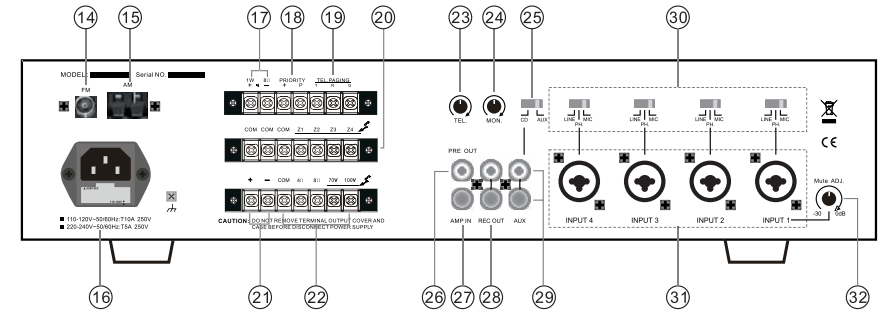 14 15 17 18 19 20 23 24 25 30
MODEL: Serial NO.
FM AM
1W 8Ω PRIORITY TEL PAGING
+ − + P T R G
COM COM COM Z1 Z2 Z3 Z4
+ − COM 4Ω 8Ω 70V 100V
CAUTION: DO NOT REMOVE TERMINAL OUTPUT COVER AND
CASE BEFORE DISCONNECT POWER SUPPLY
110-120V~50/60Hz:T10A 250V
220-240V~50/60Hz:T5A 250V
TEL. MON. CD AUX
LINE PH. MIC LINE PH. MIC LINE PH. MIC LINE PH. MIC
CE
PRE OUT
AMP IN REC OUT AUX
INPUT 4 INPUT 3 INPUT 2 INPUT 1
Mute ADJ.
-30 0dB
16 21 22 26 27 28 29 31 32